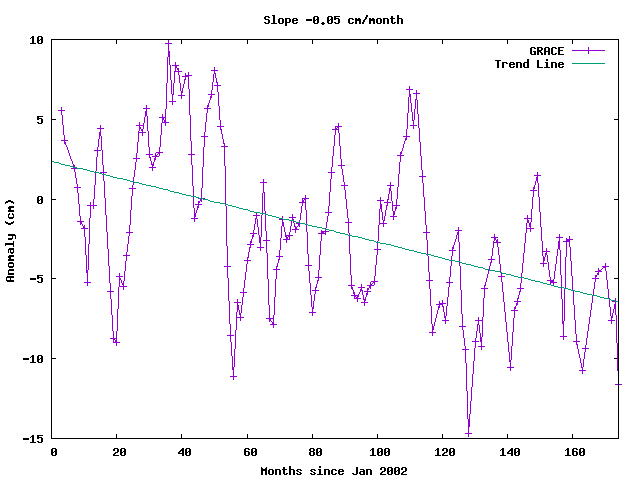 Slope -0.05 cm/month
GRACE
Trend Line
10
5
0
-5
-10
-15
Anomaly (cm)
0 20 40 60 80 100 120 140 160
Months since Jan 2002